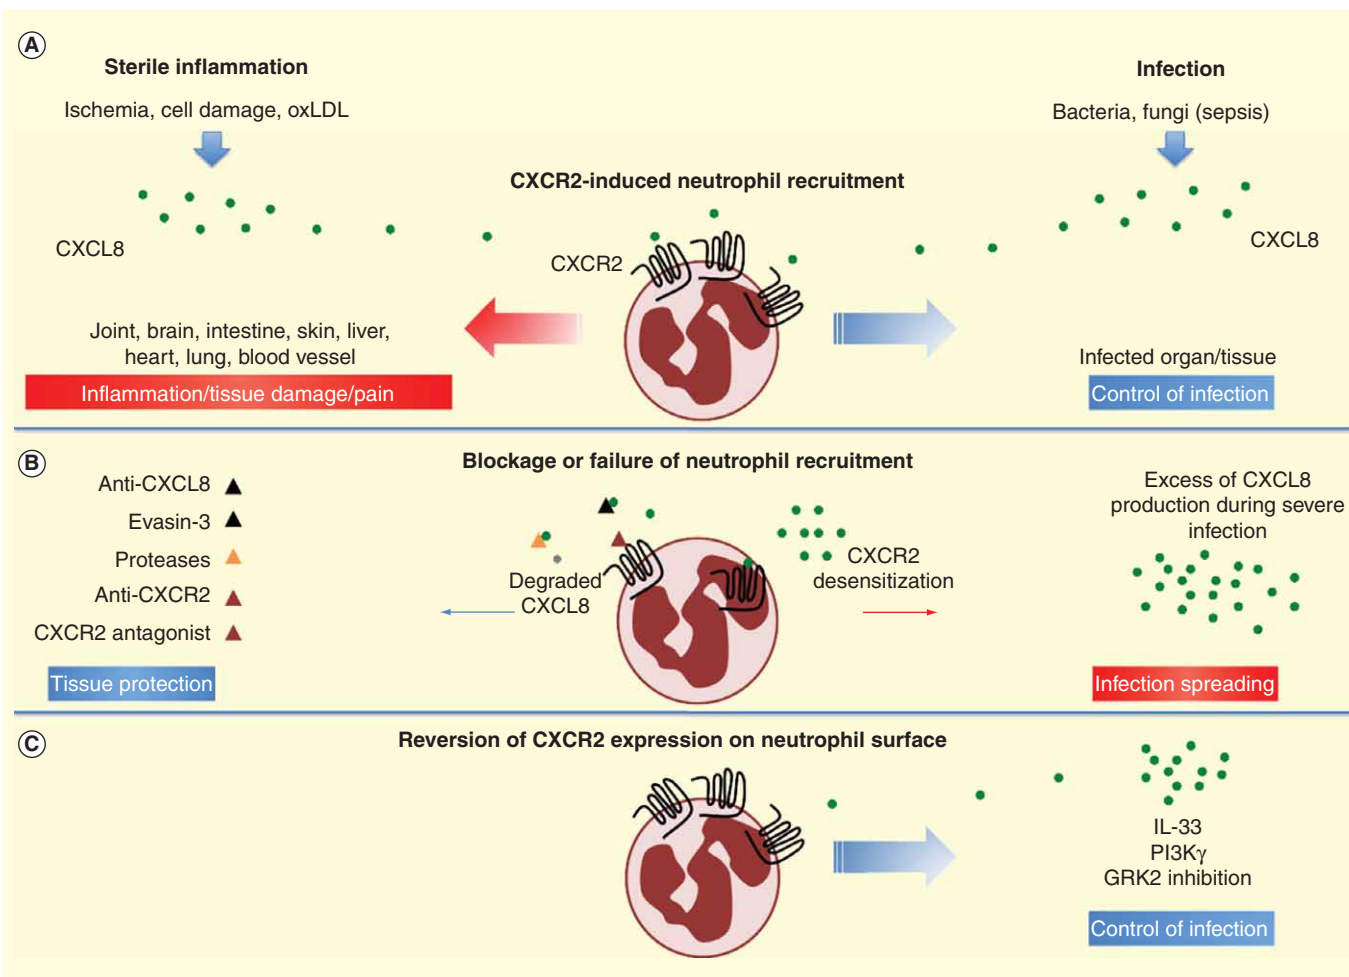 A
Sterile inflammation
Ischemia, cell damage, oxLDL
Infection
Bacteria, fungi (sepsis)
CXCR2-induced neutrophil recruitment
CXCL8
CXCR2
CXCL8
Joint, brain, intestine, skin, liver,
heart, lung, blood vessel
Inflammation/tissue damage/pain
Infected organ/tissue
Control of infection
B
Blockage or failure of neutrophil recruitment
Anti-CXCL8
Evasin-3
Proteases
Anti-CXCR2
CXCR2 antagonist
Tissue protection
Degraded
CXCL8
CXCR2
desensitization
Excess of CXCL8
production during severe
infection
Infection spreading
C
Reversion of CXCR2 expression on neutrophil surface
IL-33
PI3Kγ
GRK2 inhibition
Control of infection